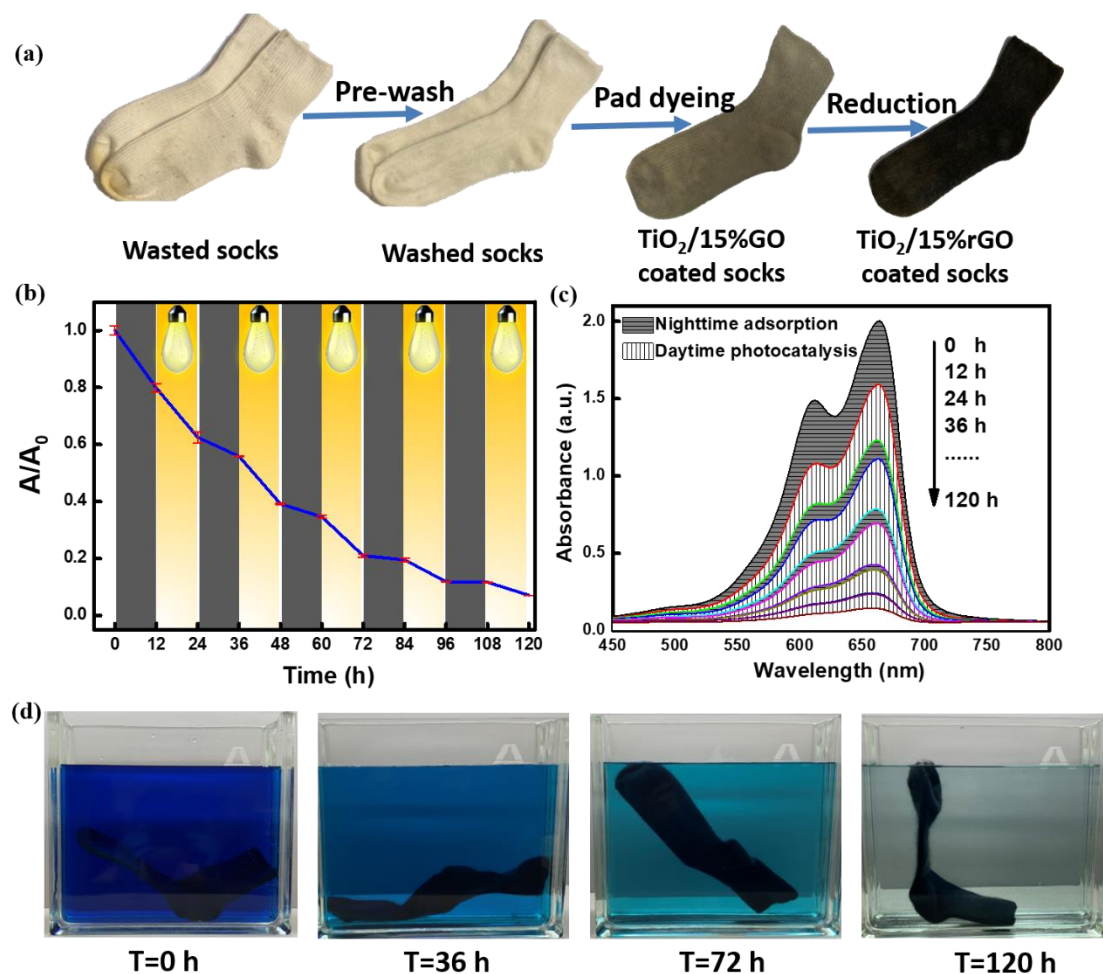 (a)
Pre-wash
Pad dyeing
Reduction
Wasted socks
Washed socks
TiO₂/15%GO
coated socks
TiO₂/15%rGO
coated socks
(b)
A/A₀
1.0
0.8
0.6
0.4
0.2
0.0
0 12 24 36 48 60 72 84 96 108 120
Time (h)
(c)
Absorbance (a.u.)
2.0
1.5
1.0
0.5
0.0
Nighttime adsorption
Daytime photocatalysis
0 h
12 h
24 h
36 h
......
120 h
450 500 550 600 650 700 750 800
Wavelength (nm)
(d)
T=0 h
T=36 h
T=72 h
T=120 h